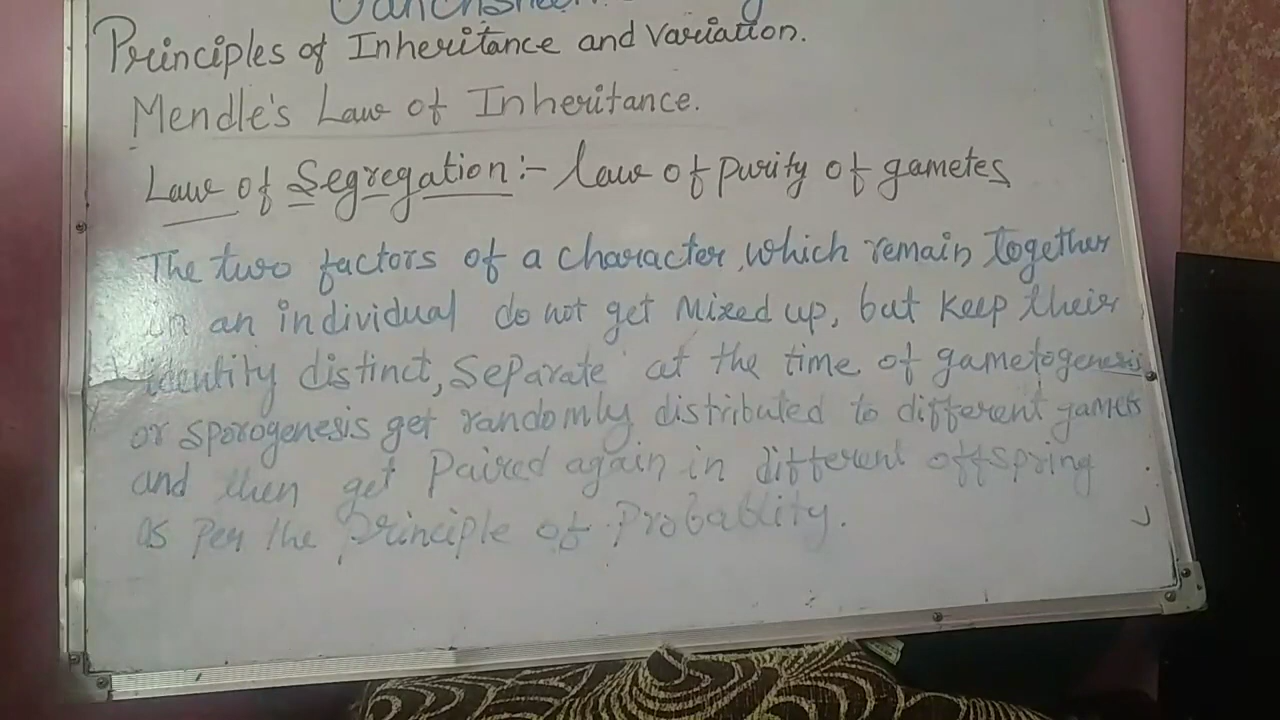 Principles of Inheritance and Variation.
Mendle's Law of Inheritance.
Law of Segregation :- law of purity of gametes
The two factors of a character, which remain together
in an individual do not get mixed up, but keep their
identity distinct, Separate at the time of gametogenesis
or sporogenesis get randomly distributed to different gamets
and then get Paired again in different offspring
as Per the Principle of Probablity.